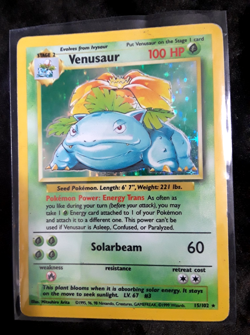 Evolves from Ivysaur
Put Venusaur on the Stage 1 card
STAGE 2
Venusaur
100 HP
Seed Pokémon. Length: 6' 7", Weight: 221 lbs.
Pokémon Power: Energy Trans As often as
you like during your turn (before your attack), you may
take 1 Energy card attached to 1 of your Pokémon
and attach it to a different one. This power can't be
used if Venusaur is Asleep, Confused, or Paralyzed.
Solarbeam 60
weakness
resistance
retreat cost
This plant blooms when it is absorbing solar energy. It stays
on the move to seek sunlight. LV. 67 #3
Illus. Mitsuhiro Arita
15/102